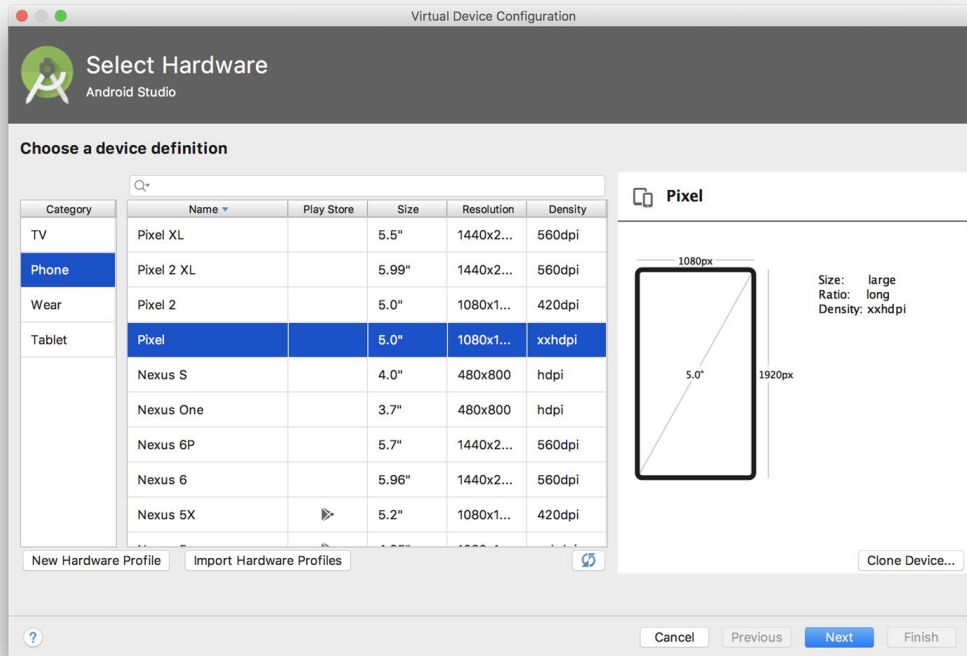 Virtual Device Configuration
Select Hardware
Android Studio
Choose a device definition
Category
TV
Phone
Wear
Tablet
Name Play Store Size Resolution Density
Pixel XL 5.5" 1440x2... 560dpi
Pixel 2 XL 5.99" 1440x2... 560dpi
Pixel 2 5.0" 1080x1... 420dpi
Pixel 5.0" 1080x1... xxhdpi
Nexus S 4.0" 480x800 hdpi
Nexus One 3.7" 480x800 hdpi
Nexus 6P 5.7" 1440x2... 560dpi
Nexus 6 5.96" 1440x2... 560dpi
Nexus 5X 5.2" 1080x1... 420dpi
New Hardware Profile Import Hardware Profiles
Pixel
1080px
5.0"
1920px
Size: large
Ratio: long
Density: xxhdpi
Clone Device...
? Cancel Previous Next Finish